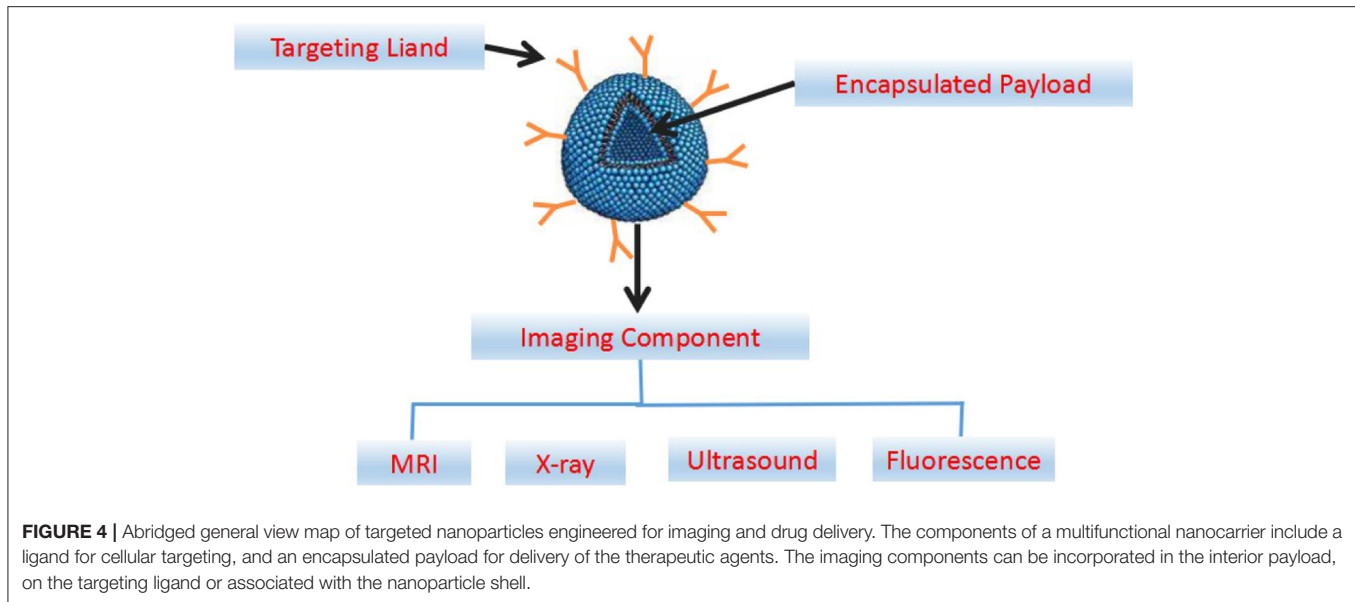 Targeting Liand
Encapsulated Payload
Imaging Component
MRI
X-ray
Ultrasound
Fluorescence
FIGURE 4 | Abridged general view map of targeted nanoparticles engineered for imaging and drug delivery. The components of a multifunctional nanocarrier include a
ligand for cellular targeting, and an encapsulated payload for delivery of the therapeutic agents. The imaging components can be incorporated in the interior payload,
on the targeting ligand or associated with the nanoparticle shell.